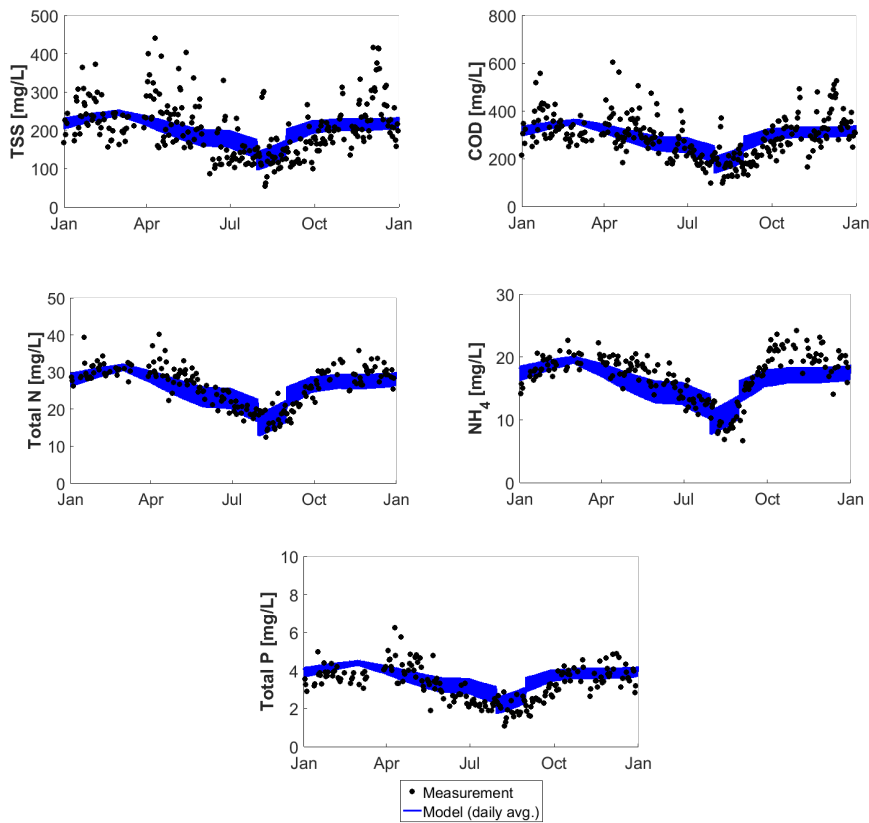 TSS [mg/L]
500
400
300
200
100
0
Jan Apr Jul Oct Jan
COD [mg/L]
800
600
400
200
0
Jan Apr Jul Oct Jan
Total N [mg/L]
50
40
30
20
10
0
Jan Apr Jul Oct Jan
NH4 [mg/L]
30
20
10
0
Jan Apr Jul Oct Jan
Total P [mg/L]
10
8
6
4
2
0
Jan Apr Jul Oct Jan
Measurement
Model (daily avg.)